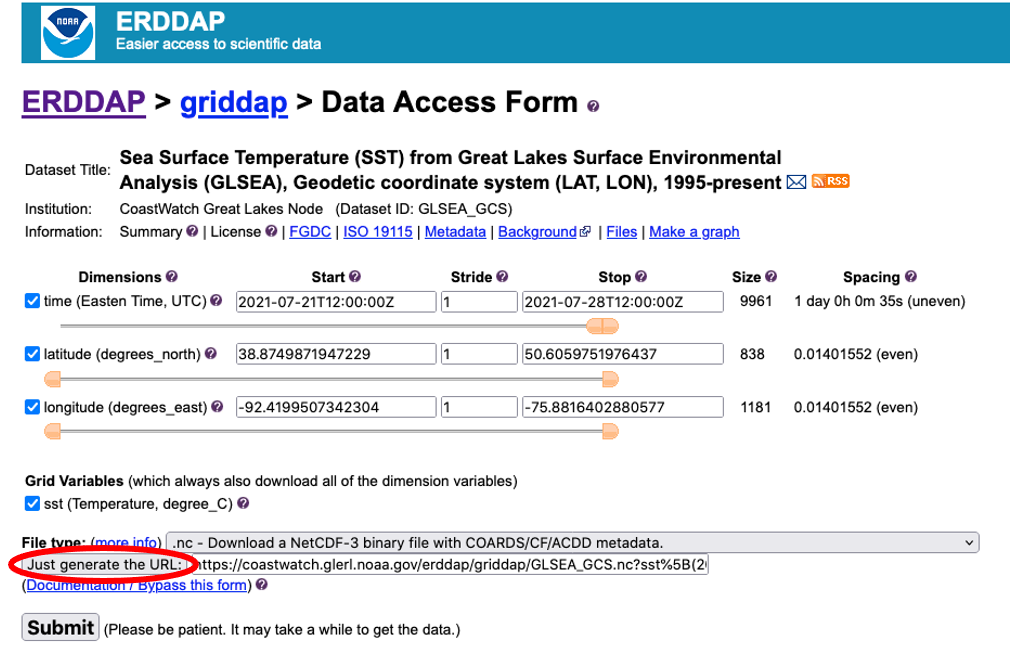 NOAA
ERDDAP
Easier access to scientific data
ERDDAP > griddap > Data Access Form ?
Dataset Title: Sea Surface Temperature (SST) from Great Lakes Surface Environmental
Analysis (GLSEA), Geodetic coordinate system (LAT, LON), 1995-present RSS
Institution: CoastWatch Great Lakes Node (Dataset ID: GLSEA_GCS)
Information: Summary ? | License ? | FGDC | ISO 19115 | Metadata | Background | Files | Make a graph
Dimensions ? Start ? Stride ? Stop ? Size ? Spacing ?
time (Easten Time, UTC) ? 2021-07-21T12:00:00Z 1 2021-07-28T12:00:00Z 9961 1 day 0h 0m 35s (uneven)
latitude (degrees_north) ? 38.8749871947229 1 50.6059751976437 838 0.01401552 (even)
longitude (degrees_east) ? -92.4199507342304 1 -75.8816402880577 1181 0.01401552 (even)
Grid Variables (which always also download all of the dimension variables)
sst (Temperature, degree_C) ?
File type: (more info) .nc - Download a NetCDF-3 binary file with COARDS/CF/ACDD metadata.
Just generate the URL: https://coastwatch.glerl.noaa.gov/erddap/griddap/GLSEA_GCS.nc?sst%5B(20
(Documentation / Bypass this form) ?
Submit (Please be patient. It may take a while to get the data.)